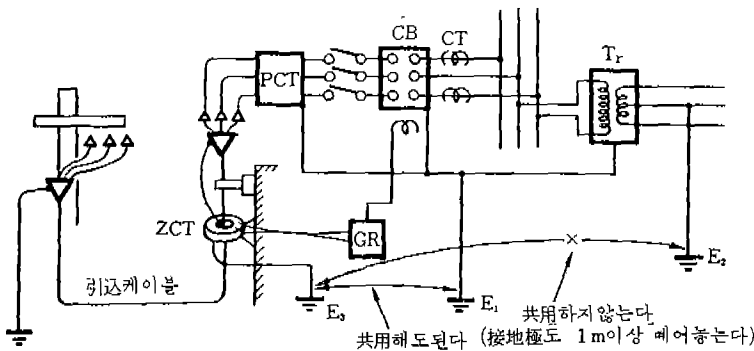 CB
CT
Tr
PCT
ZCT
GR
引込케이블
E₃
E₁
E₂
共用하지않는다
共用해도된다 (接地極도 1m이상 떼어놓는다)
×